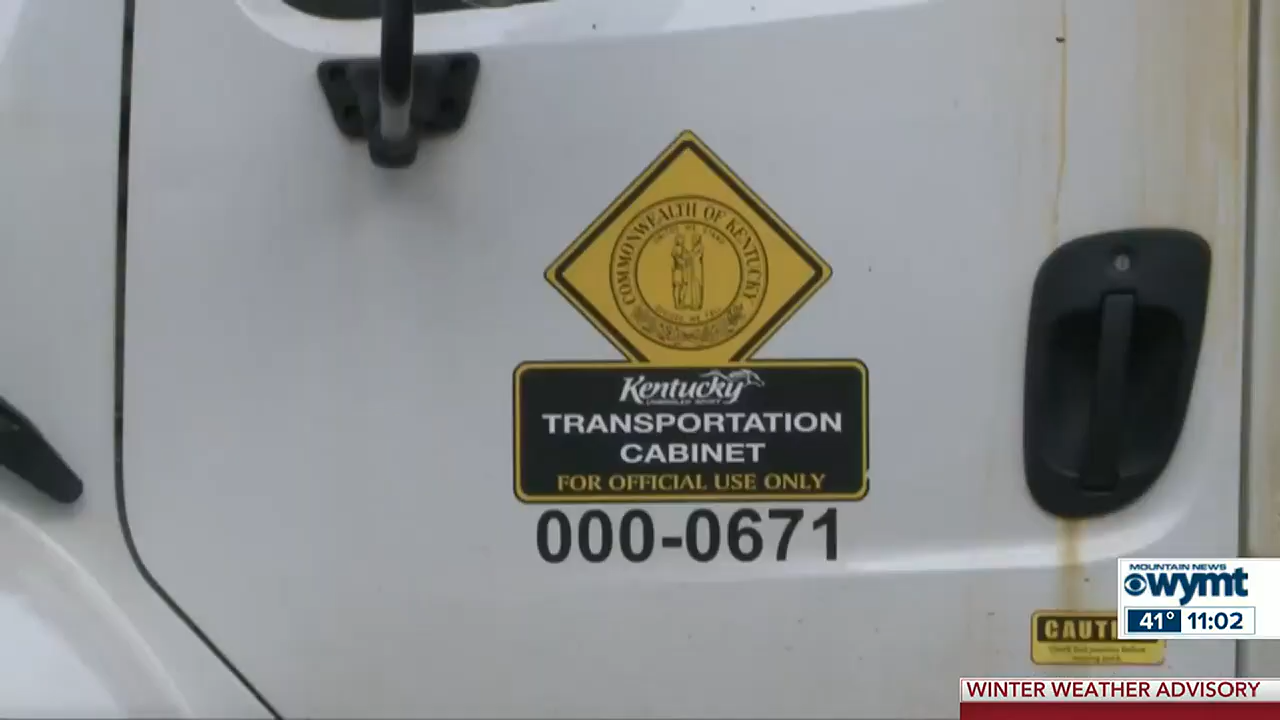 COMMONWEALTH OF KENTUCKY
Kentucky
TRANSPORTATION
CABINET
FOR OFFICIAL USE ONLY
000-0671
MOUNTAIN NEWS
wymt
41° 11:02
WINTER WEATHER ADVISORY